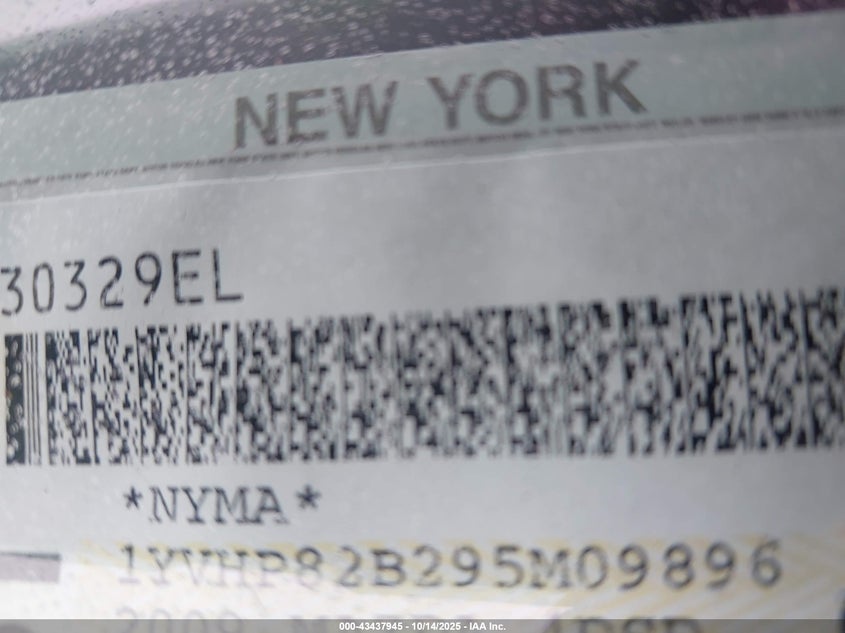 NEW YORK
30329EL
*NYMA*
1YVHP82B295M09896
000-43437945 - 10/14/2025 - IAA Inc.